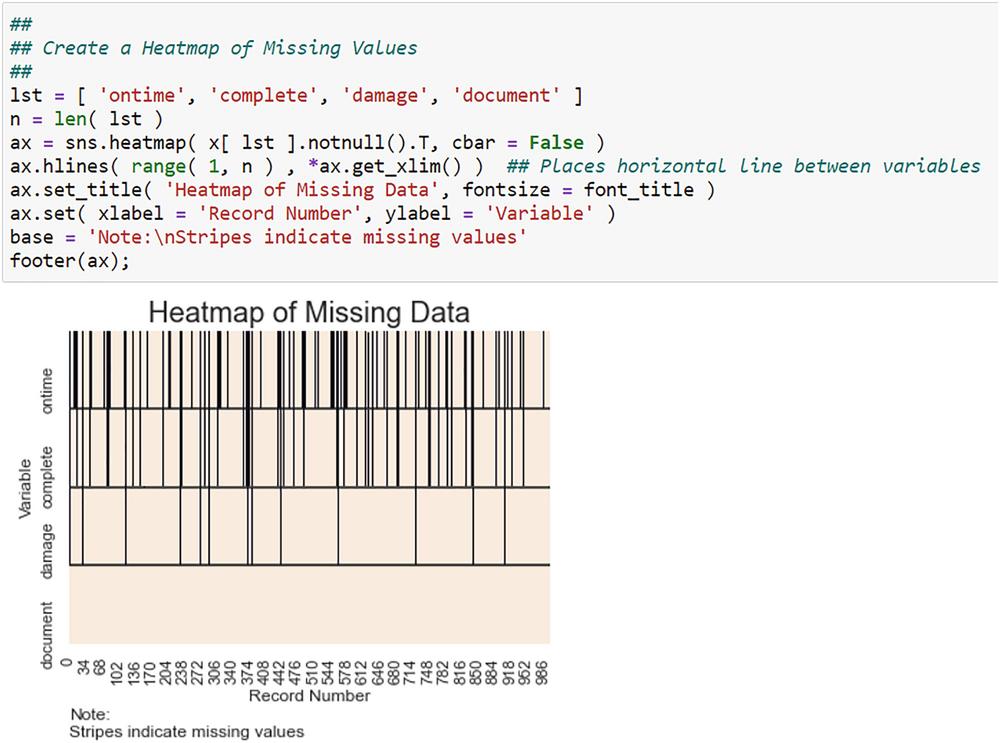 ##
## Create a Heatmap of Missing Values
##
lst = [ 'ontime', 'complete', 'damage', 'document' ]
n = len( lst )
ax = sns.heatmap( x[ lst ].notnull().T, cbar = False )
ax.hlines( range( 1, n ) , *ax.get_xlim() )  ## Places horizontal line between variables
ax.set_title( 'Heatmap of Missing Data', fontsize = font_title )
ax.set( xlabel = 'Record Number', ylabel = 'Variable' )
base = 'Note:\nStripes indicate missing values'
footer(ax);
Heatmap of Missing Data
Variable
ontime
complete
damage
document
0 34 68 102 136 170 204 238 272 306 340 374 408 442 476 510 544 578 612 646 680 714 748 782 816 850 884 918 952 986
Record Number
Note:
Stripes indicate missing values